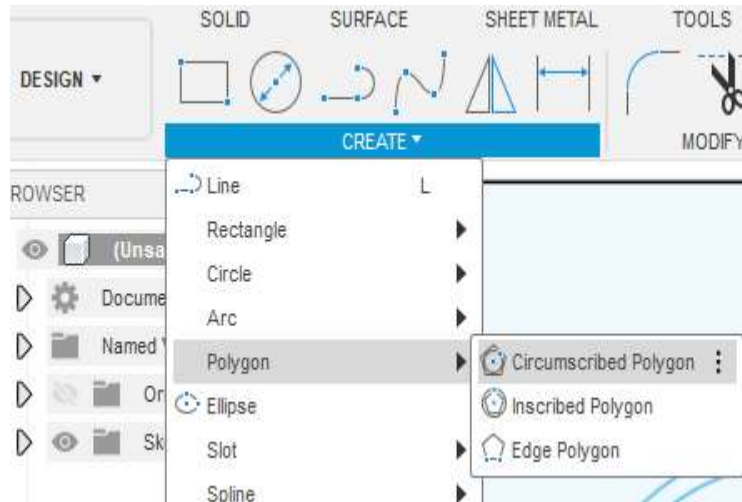 SOLID SURFACE SHEET METAL TOOLS
DESIGN
CREATE MODIFY
ROWSER
Line L
Rectangle
(Unsa
Circle
Docume
Arc
Named
Polygon
Circumscribed Polygon
Or
Ellipse
Inscribed Polygon
Sk
Slot
Edge Polygon
Spline